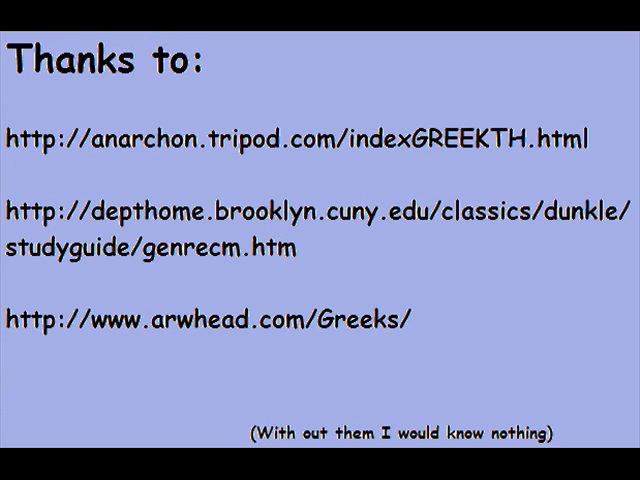 Thanks to:
http://anarchon.tripod.com/indexGREEKTH.html
http://depthome.brooklyn.cuny.edu/classics/dunkle/
studyguide/genrecm.htm
http://www.arwhead.com/Greeks/
(With out them I would know nothing)